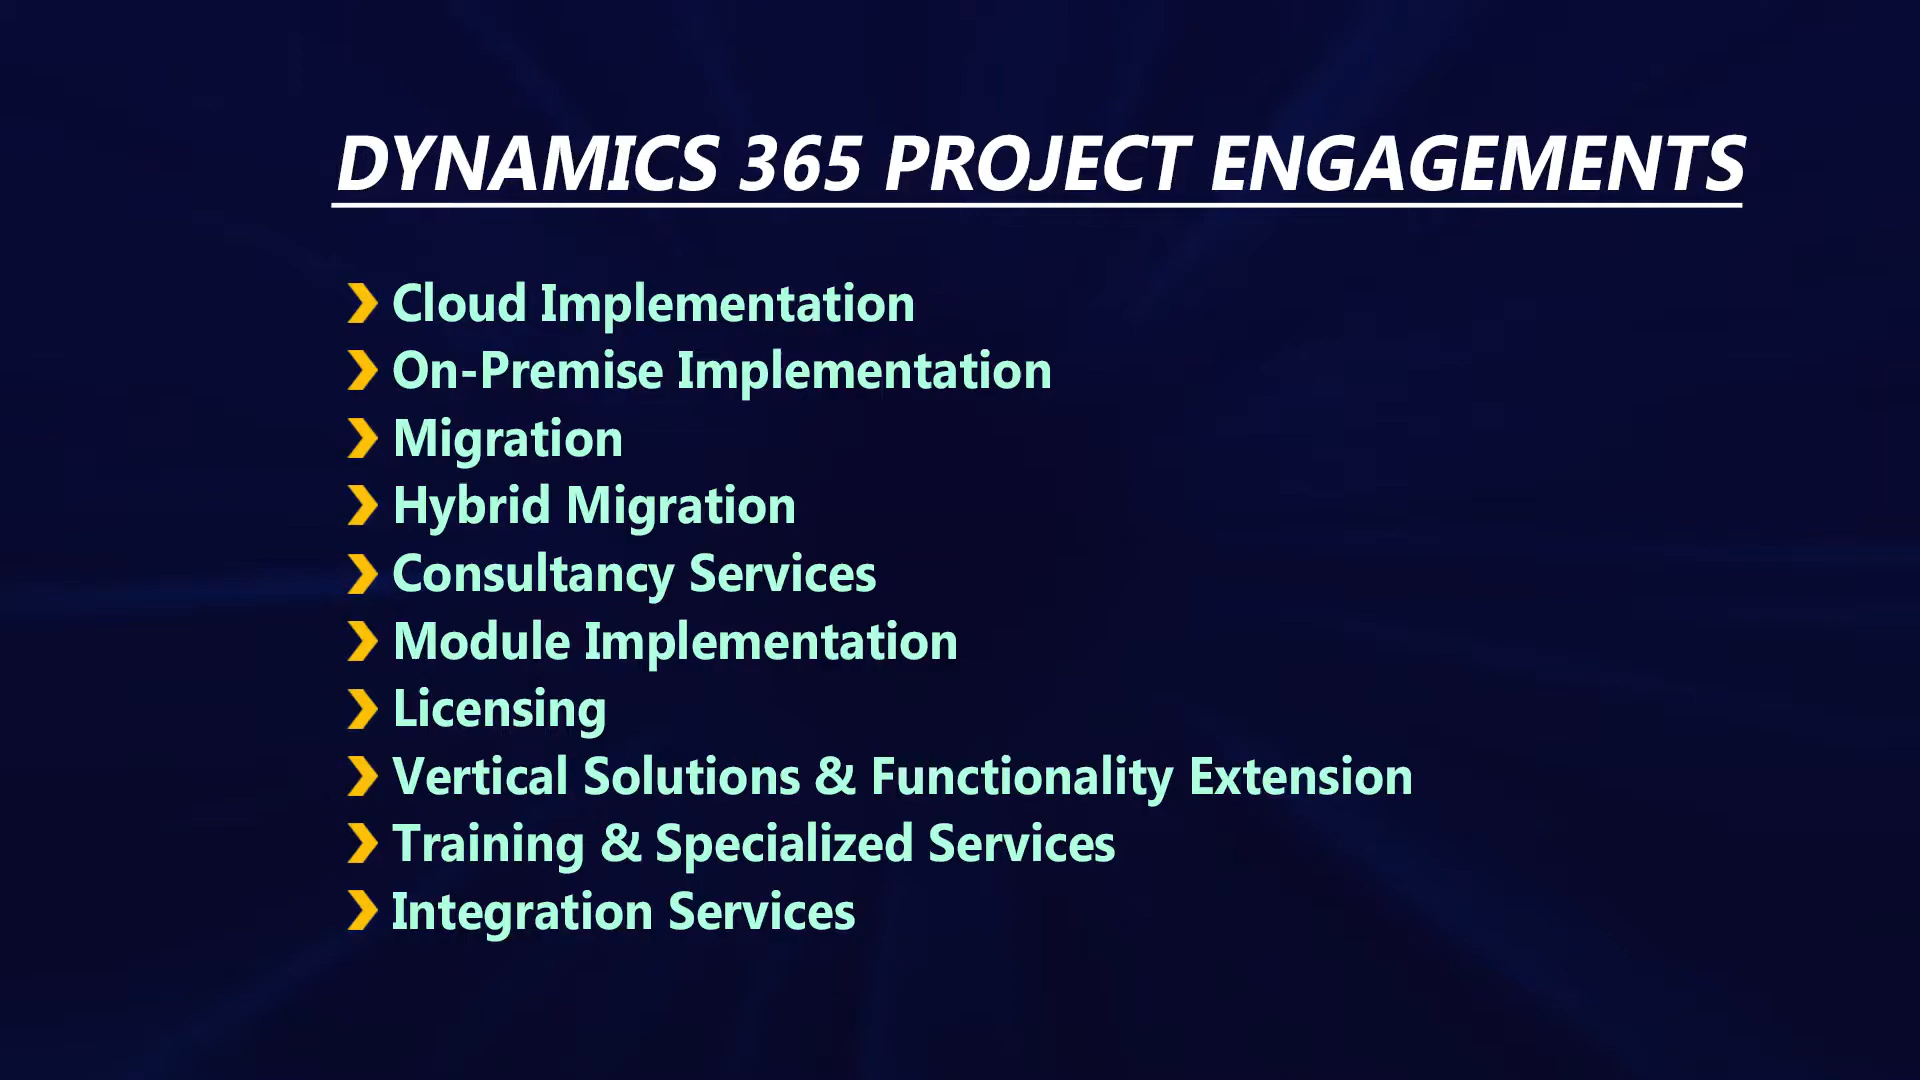 DYNAMICS 365 PROJECT ENGAGEMENTS
Cloud Implementation
On-Premise Implementation
Migration
Hybrid Migration
Consultancy Services
Module Implementation
Licensing
Vertical Solutions & Functionality Extension
Training & Specialized Services
Integration Services